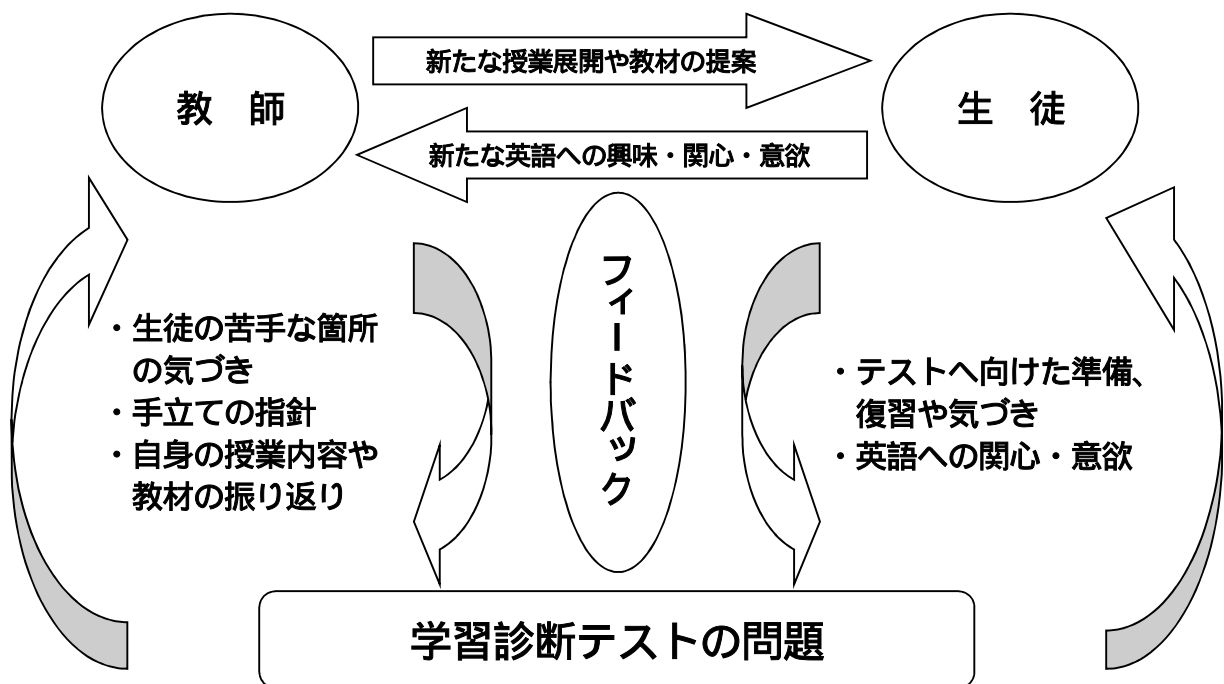 教　師
新たな授業展開や教材の提案
生　徒
新たな英語への興味・関心・意欲
フィードバック
・生徒の苦手な箇所
の気づき
・手立ての指針
・自身の授業内容や
教材の振り返り
・テストへ向けた準備、
復習や気づき
・英語への関心・意欲
学習診断テストの問題